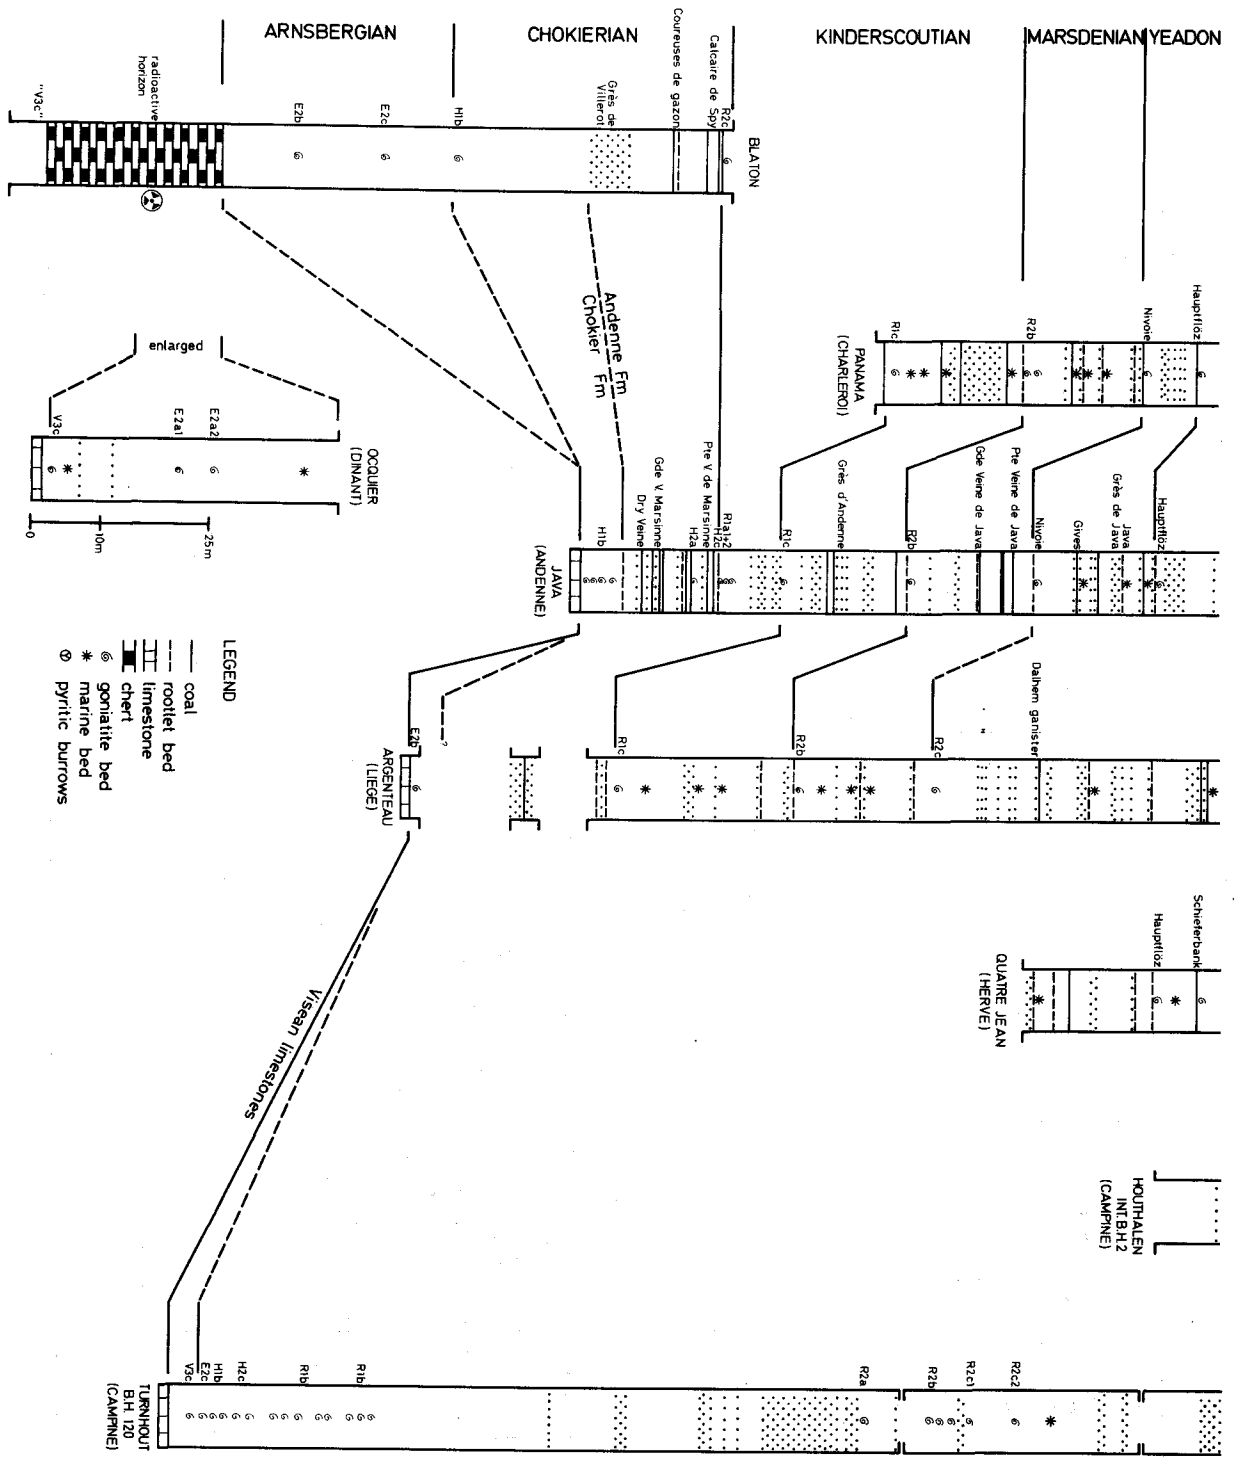 ARNSBERGIAN
CHOKIERIAN
KINDERSCOUTIAN
MARSDENIAN
YEADON
"V3c"
radioactive
horizon
E2b
E2c
H1b
Grès de
Villerot
Coureuses de gazon
Calcaire de Spy
R2c
BLATON
Andenne Fm
Chokier Fm
R1c
R2b
Nivoie
Hauptflöz
PANAMA
(CHARLEROI)
enlarged
V3c
E2a1
E2a2
OCQUIER
(DINANT)
0
10m
25m
H1b
Dry Veine
Gde V. Marsinne
H2a
Pte V. de Marsinne
H2c
R1a1+2
R1c
Grès d'Andenne
R2b
Gde Veine de Java
Pte Veine de Java
Nivoie
Gives
Grès de
Java
Java
Hauptflöz
JAVA
(ANDENNE)
LEGEND
coal
rootlet bed
limestone
chert
goniatite bed
marine bed
pyritic burrows
E2b
?
R1c
R2b
R2c
"
Dalhem ganister
ARGENTEAU
(LIEGE)
Hauptflöz
Schieferbank
QUATRE JEAN
(HERVE)
Visean limestones
HOUTHALEN
INT.B.H.2
(CAMPINE)
V3c
E2c
H1b
H2c
R1b
R1b
R2a
R2b
R2c1
R2c2
TURNHOUT
B.H. 120
(CAMPINE)